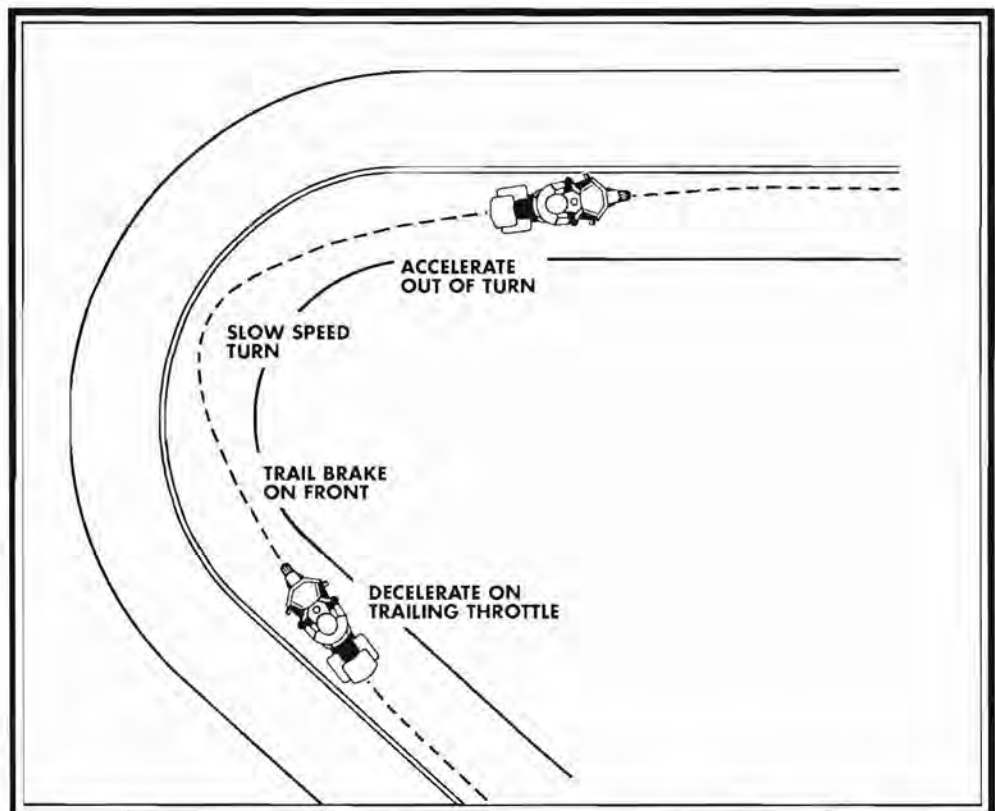 ACCELERATE
OUT OF TURN
SLOW SPEED
TURN
TRAIL BRAKE
ON FRONT
DECELERATE ON
TRAILING THROTTLE